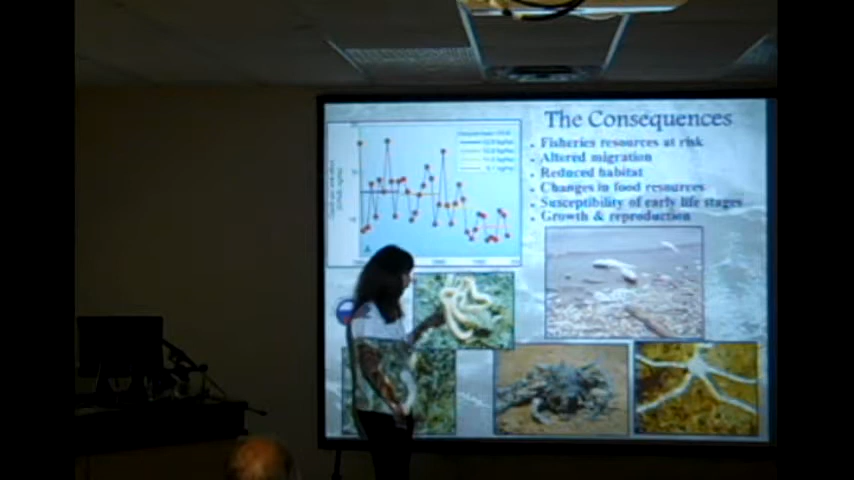 The Consequences
Fisheries resources at risk
Altered migration
Reduced habitat
Changes in food resources
Susceptibility of early life stages
Growth & reproduction
A